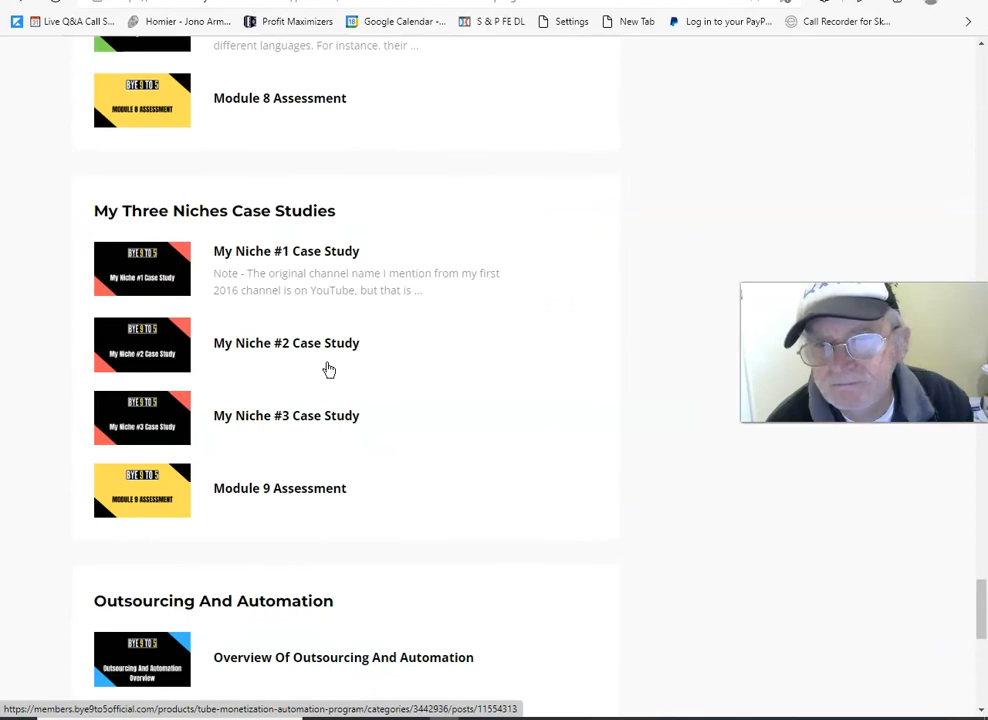 Live Q&A Call S...
Homier - Jono Arm...
Profit Maximizers
Google Calendar -...
S & P FE DL
Settings
New Tab
Log in to your PayP...
Call Recorder for Sk...
different languages. For instance. their ...
BYE 9 TO 5
MODULE 8 ASSESSMENT
Module 8 Assessment
My Three Niches Case Studies
BYE 9 TO 5
My Niche #1 Case Study
My Niche #1 Case Study
Note - The original channel name I mention from my first
2016 channel is on YouTube, but that is ...
BYE 9 TO 5
My Niche #2 Case Study
My Niche #2 Case Study
BYE 9 TO 5
My Niche #3 Case Study
My Niche #3 Case Study
BYE 9 TO 5
MODULE 9 ASSESSMENT
Module 9 Assessment
Outsourcing And Automation
BYE 9 TO 5
Outsourcing And Automation
Overview
Overview Of Outsourcing And Automation
https://members.bye9to5official.com/products/tube-monetization-automation-program/categories/3442936/posts/11554313